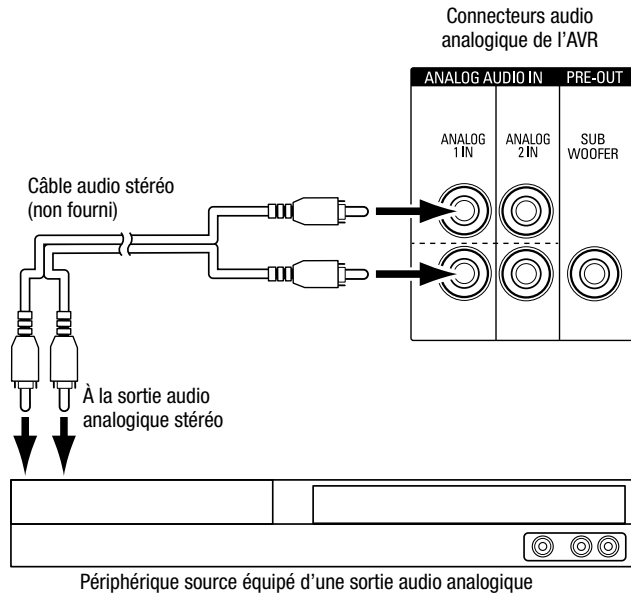 Connecteurs audio
analogique de l'AVR
ANALOG AUDIO IN
PRE-OUT
ANALOG
1 IN
ANALOG
2 IN
SUB
WOOFER
Câble audio stéréo
(non fourni)
À la sortie audio
analogique stéréo
Périphérique source équipé d'une sortie audio analogique